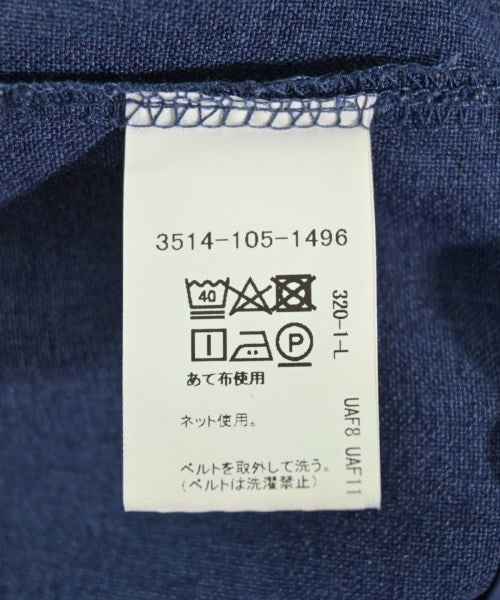 3514-105-1496
40
P
あて布使用
ネット使用。
ベルトを取外して洗う。
(ベルトは洗濯禁止)
320-1-L
UAF8 UAF11